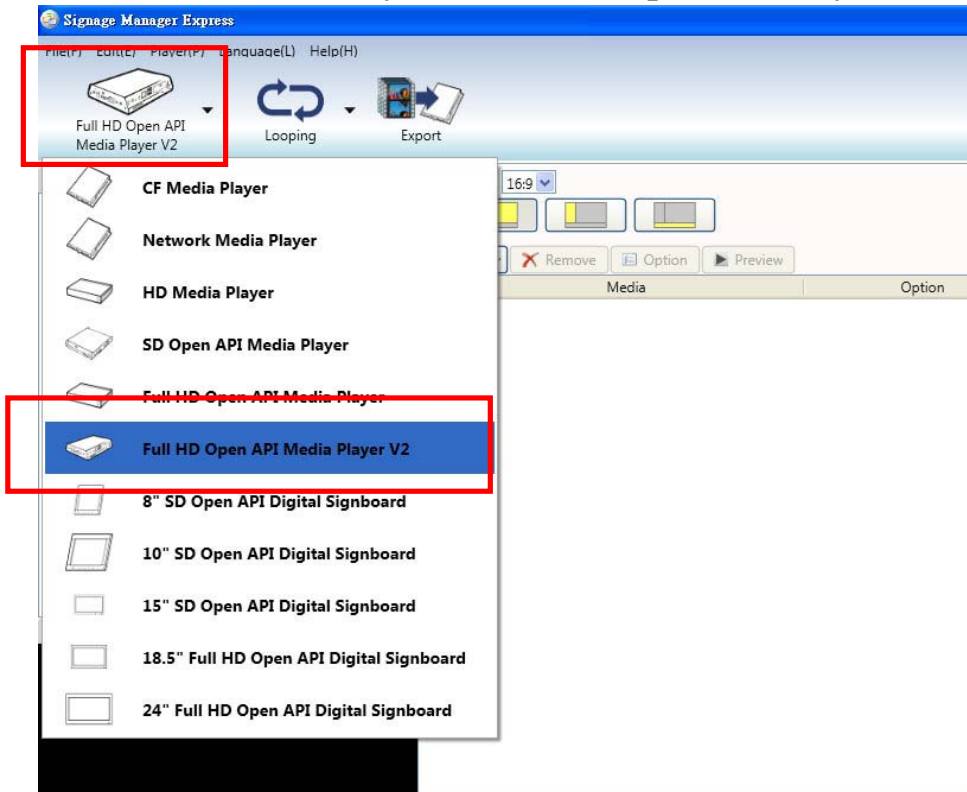 Signage Manager Express
File(F) Edit(E) Player(P) Language(L) Help(H)
Full HD Open API
Media Player V2
Looping
Export
16:9
CF Media Player
Network Media Player
HD Media Player
SD Open API Media Player
Full HD Open API Media Player
Full HD Open API Media Player V2
8" SD Open API Digital Signboard
10" SD Open API Digital Signboard
15" SD Open API Digital Signboard
18.5" Full HD Open API Digital Signboard
24" Full HD Open API Digital Signboard
Remove Option Preview
Media Option